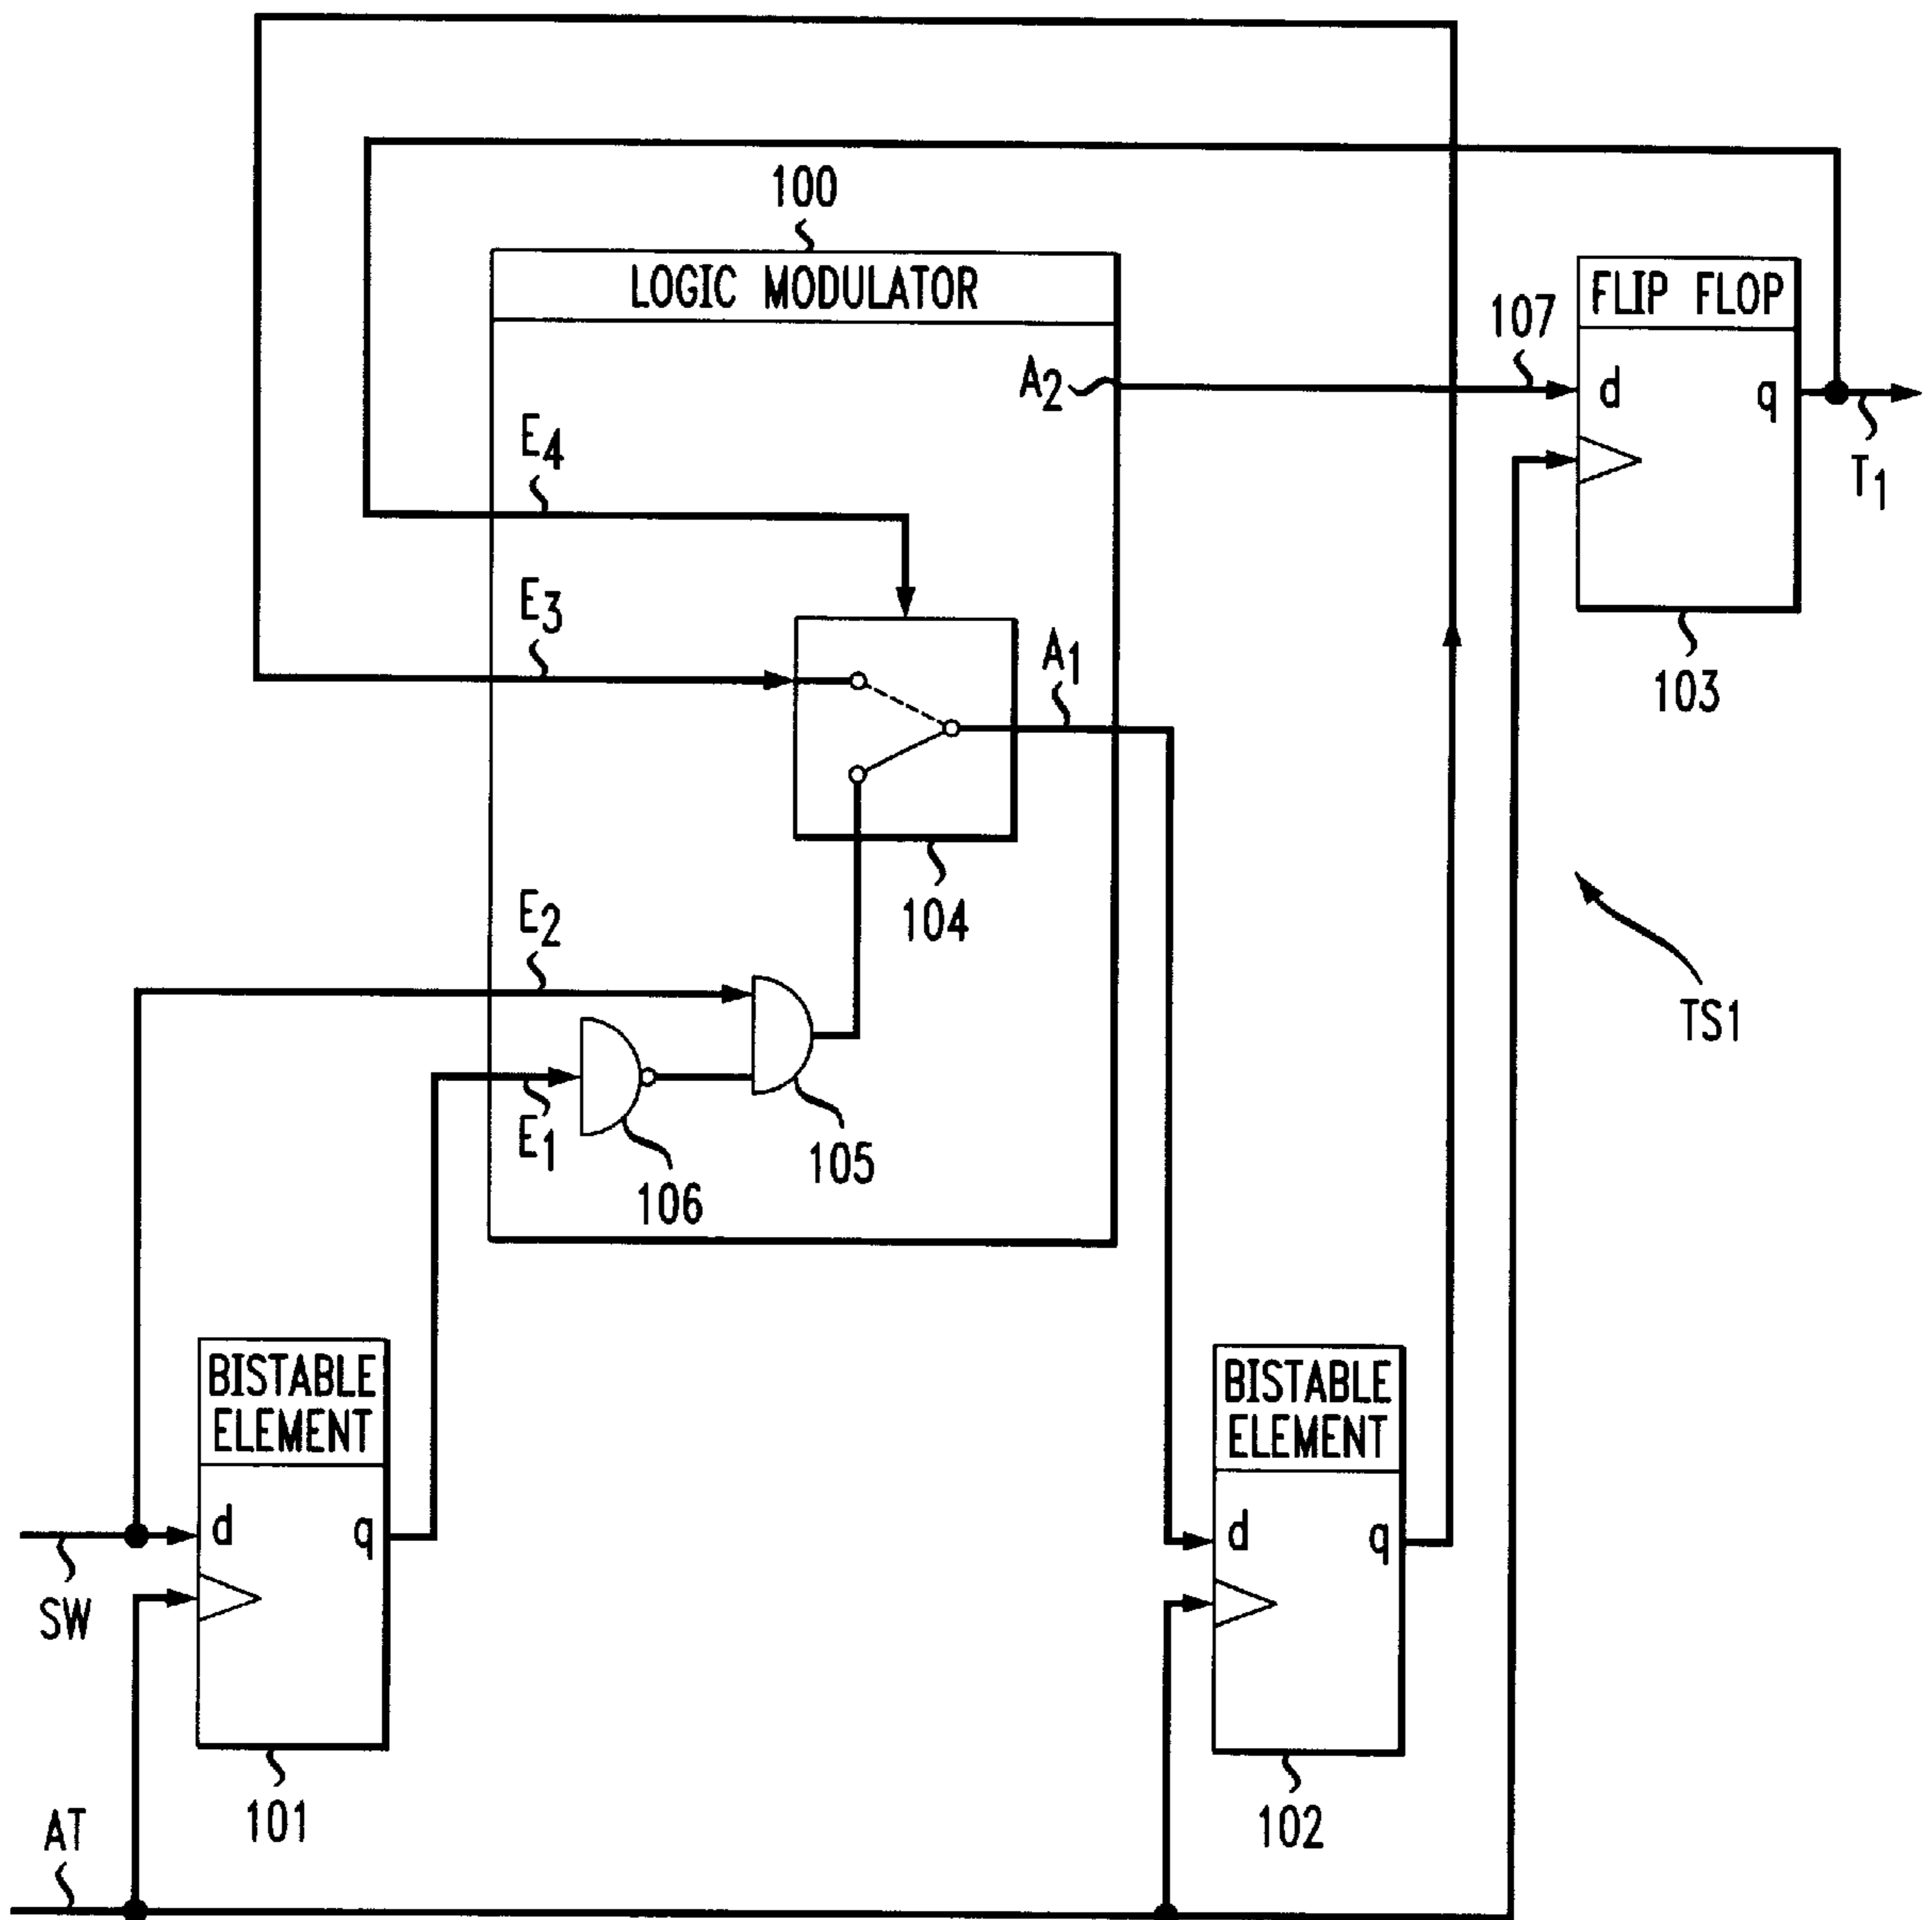 100
LOGIC MODULATOR
FLIP FLOP
107
A2
d
q
E4
T1
E3
A1
103
E2
104
TS1
E1
105
106
BISTABLE
ELEMENT
BISTABLE
ELEMENT
d
q
d
q
SW
101
102
AT